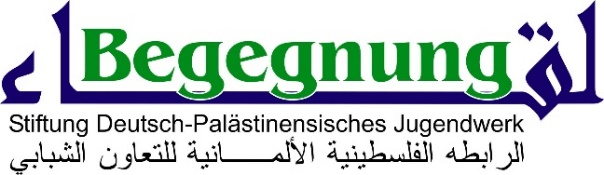 لقاء
Begegnung
Stiftung Deutsch-Palästinensisches Jugendwerk
الرابطه الفلسطينية الألمـــــانية للتعاون الشبابي